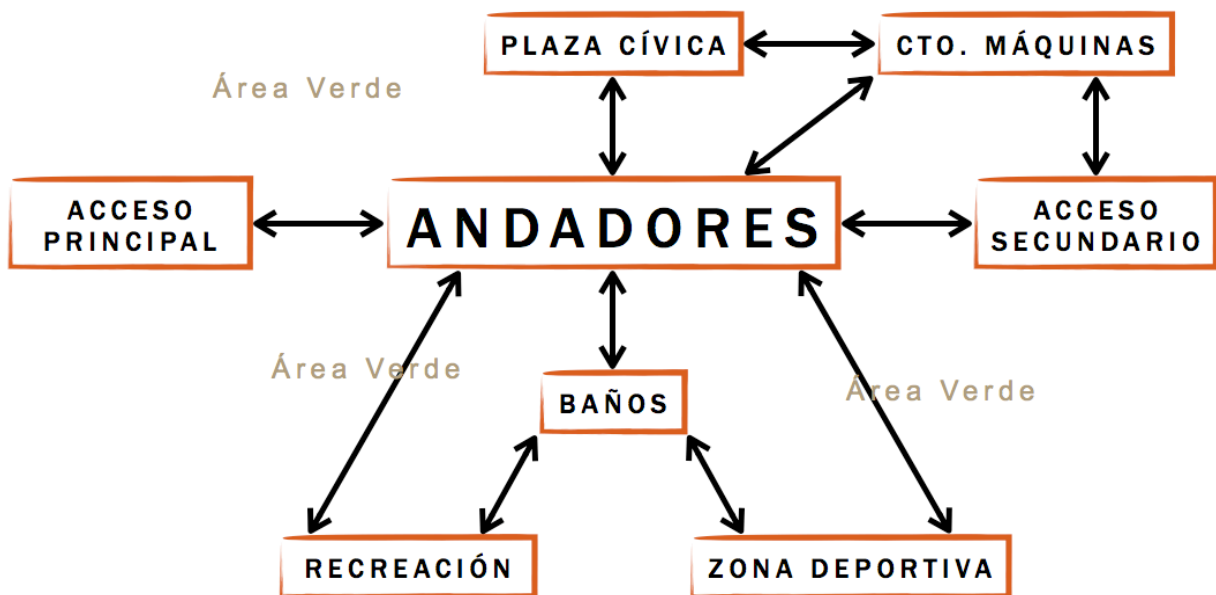 PLAZA CÍVICA
CTO. MÁQUINAS
Área Verde
ACCESO
PRINCIPAL
ANDADORES
ACCESO
SECUNDARIO
Área Verde
BAÑOS
Área Verde
RECREACIÓN
ZONA DEPORTIVA